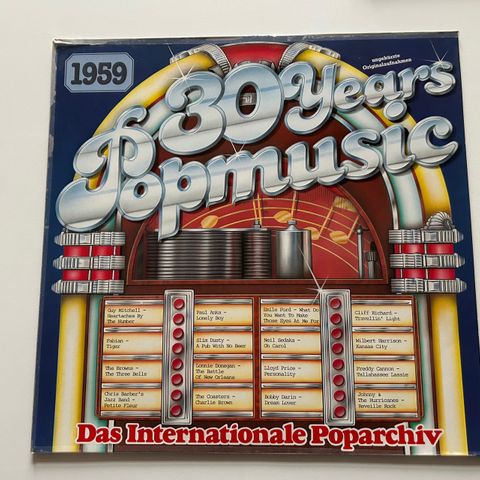 1959
ungekürzte
Originalaufnahmen
30 Years
Popmusic
Guy Mitchell -
Heartaches By
The Number
Paul Anka -
Lonely Boy
Emile Ford - What Do
You Want To Make
Those Eyes At Me For
Cliff Richard -
Travellin' Light
Fabian -
Tiger
Slim Dusty -
A Pub With No Beer
Neil Sedaka -
Oh Carol
Wilbert Harrison -
Kansas City
The Browns -
The Three Bells
Lonnie Donegan -
The Battle
Of New Orleans
Lloyd Price -
Personality
Freddy Cannon -
Tallahassee Lassie
Chris Barber's
Jazz Band -
Petite Fleur
The Coasters -
Charlie Brown
Bobby Darin -
Dream Lover
Johnny &
The Hurricanes -
Reveille Rock
Das Internationale Poparchiv